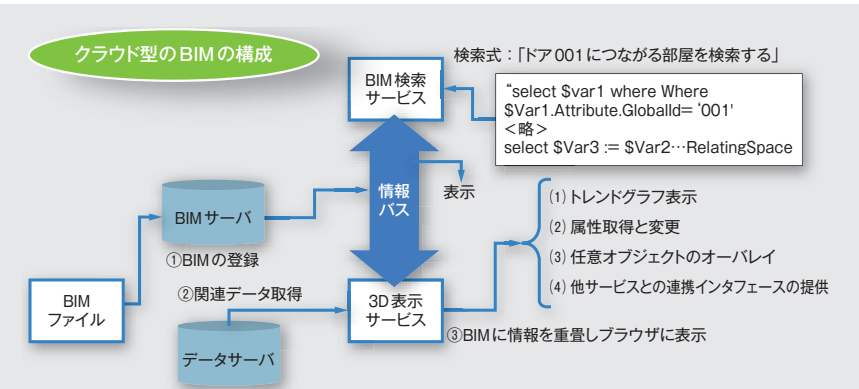 クラウド型のBIMの構成
検索式：「ドア001につながる部屋を検索する」
BIM検索
サービス
“select $var1 where Where
$Var1.Attribute.GlobalId= ‘001'
＜略＞
select $Var3 := $Var2…RelatingSpace
情報
バス
表示
BIMサーバ
①BIMの登録
BIM
ファイル
②関連データ取得
データサーバ
3D表示
サービス
③BIMに情報を重畳しブラウザに表示
⑴ トレンドグラフ表示
⑵ 属性取得と変更
⑶ 任意オブジェクトのオーバレイ
⑷ 他サービスとの連携インタフェースの提供